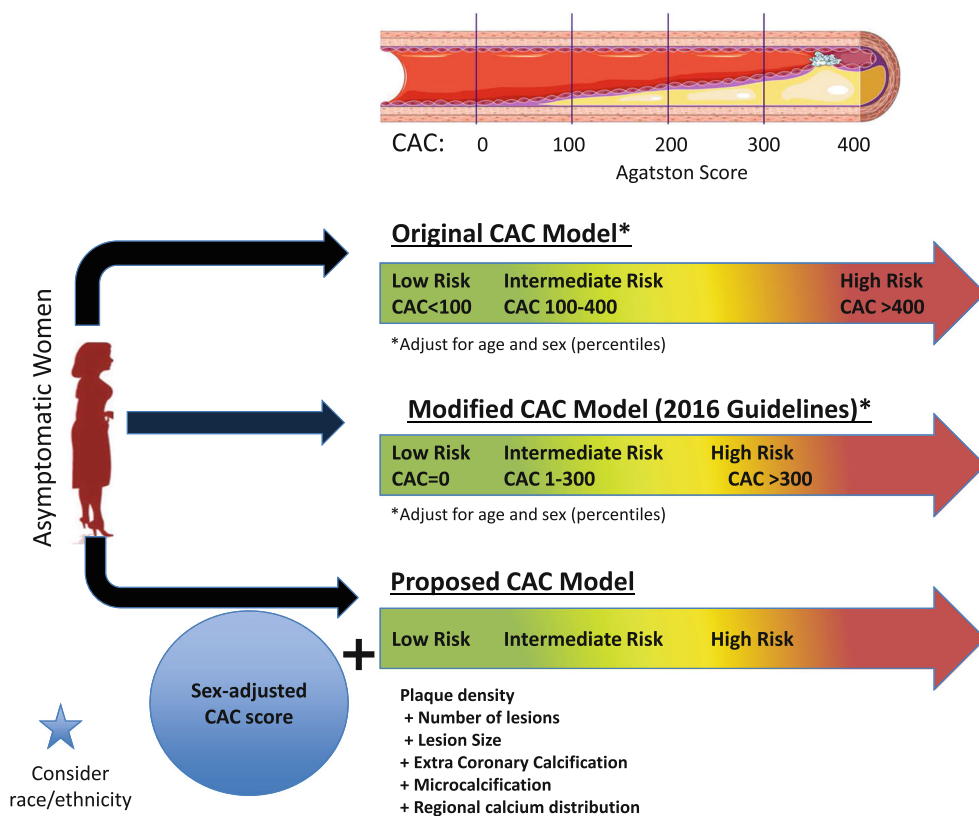 CAC: 0 100 200 300 400
Agatston Score
Asymptomatic Women
Original CAC Model*
Low Risk Intermediate Risk High Risk
CAC<100 CAC 100-400 CAC >400
*Adjust for age and sex (percentiles)
Modified CAC Model (2016 Guidelines)*
Low Risk Intermediate Risk High Risk
CAC=0 CAC 1-300 CAC >300
*Adjust for age and sex (percentiles)
Proposed CAC Model
Low Risk Intermediate Risk High Risk
+
Sex-adjusted
CAC score
Plaque density
+ Number of lesions
+ Lesion Size
+ Extra Coronary Calcification
+ Microcalcification
+ Regional calcium distribution
Consider
race/ethnicity